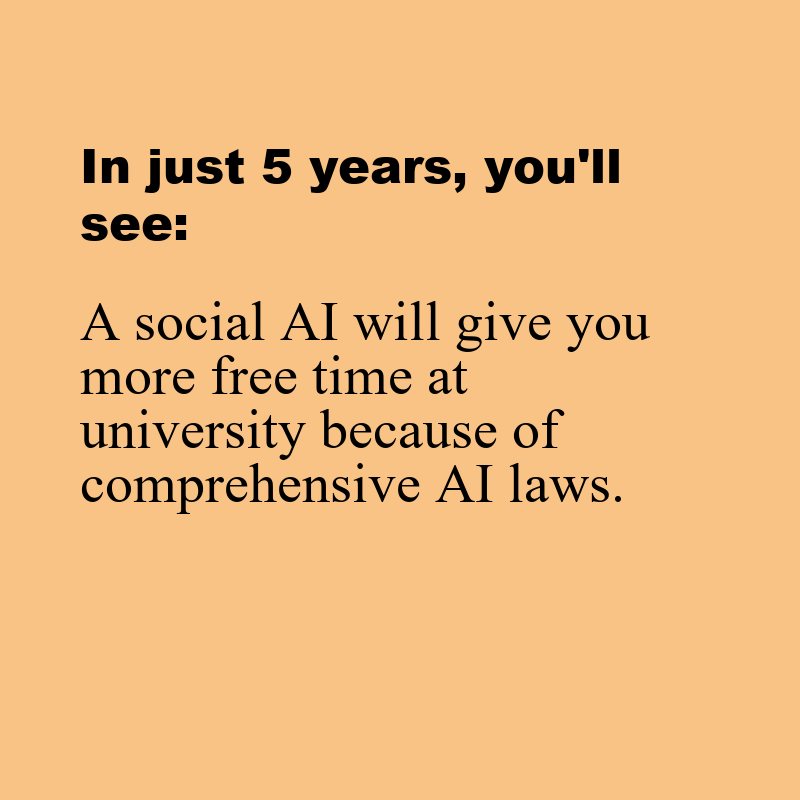 In just 5 years, you'll
see:
A social AI will give you
more free time at
university because of
comprehensive AI laws.